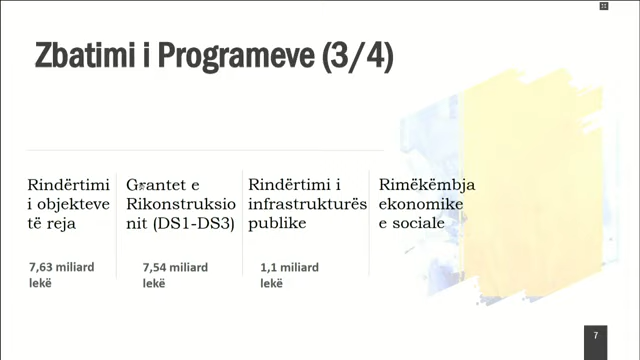 Zbatimi i Programeve (3/4)
Rindërtimi
i objekteve
të reja
7,63 miliard
lekë
Grantet e
Rikonstruksio
nit (DS1-DS3)
7,54 miliard
lekë
Rindërtimi i
infrastrukturës
publike
1,1 miliard
lekë
Rimëkëmbja
ekonomike
e sociale
7